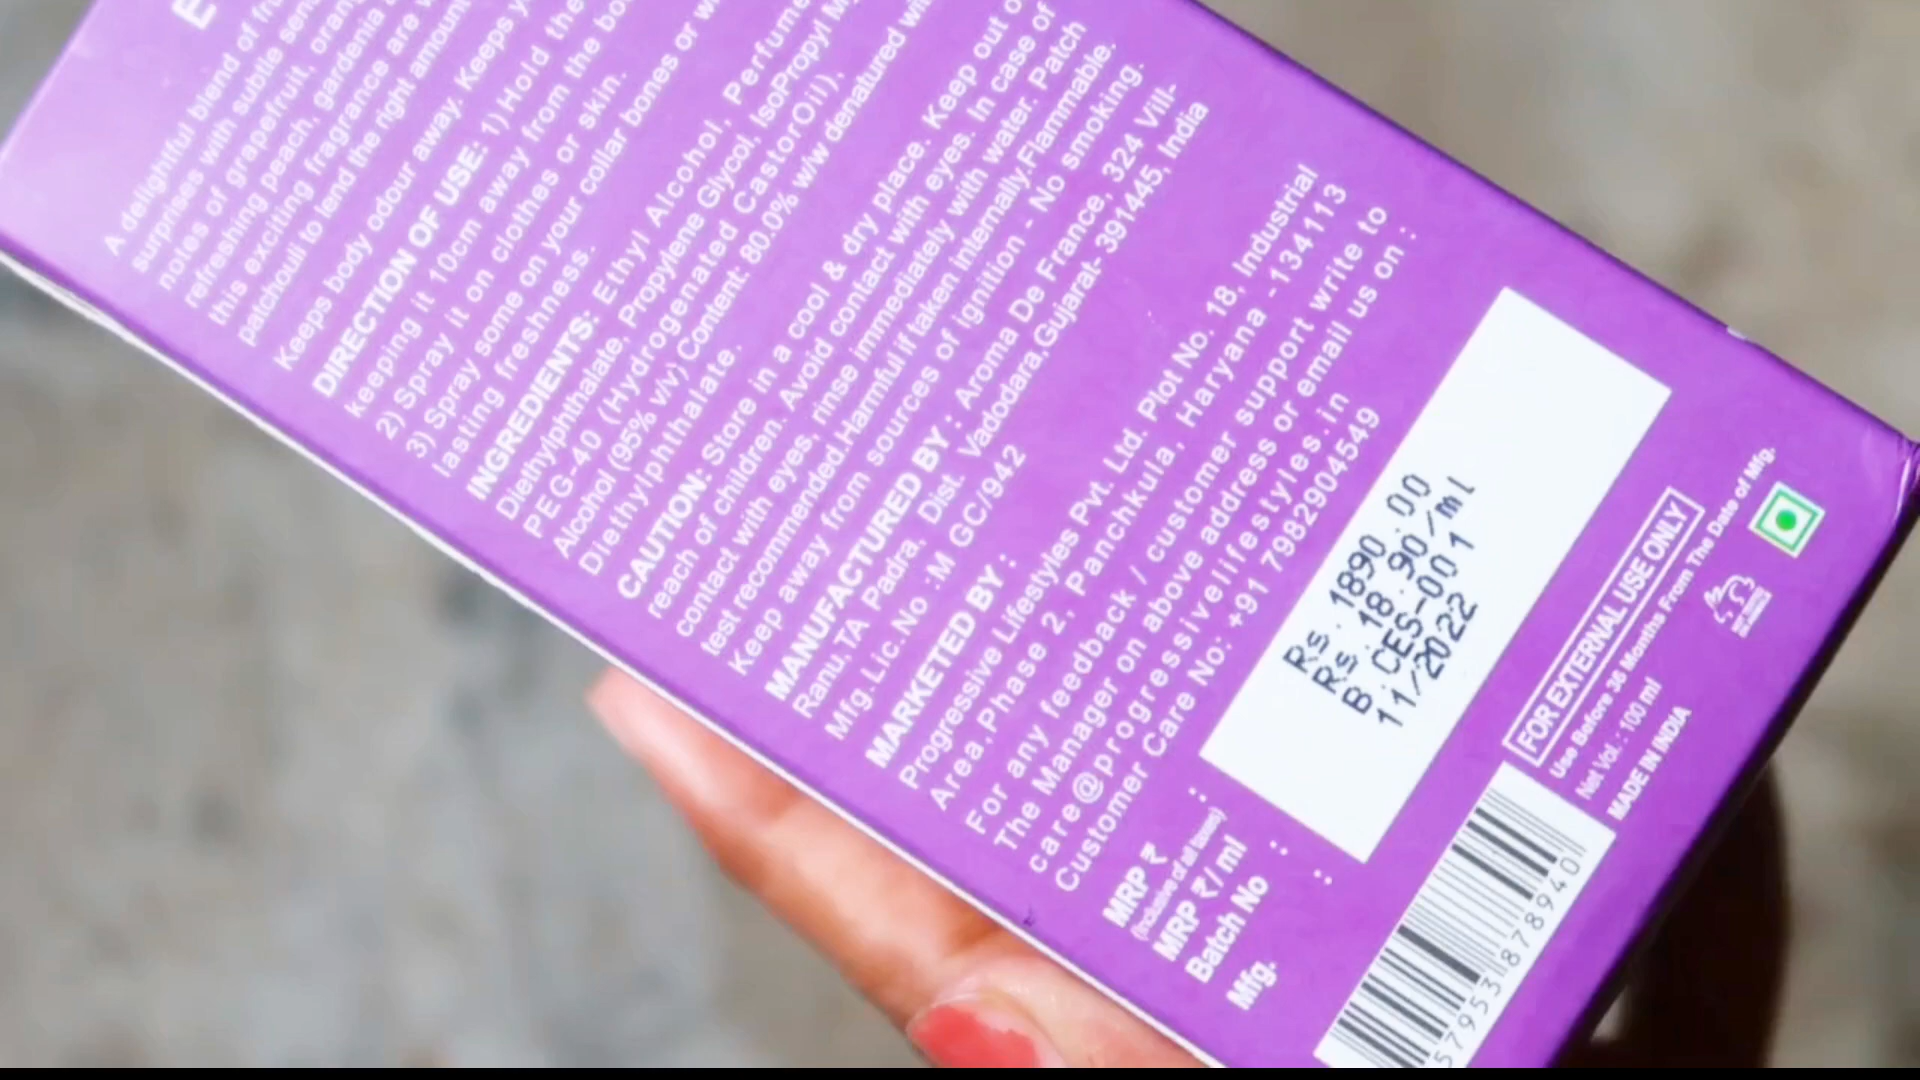 A delightful blend of
surprises with subtle
notes of grapefruit,
refreshing peach, gardenia
this exciting fragrance are
patchouli to lend the right amount
Keeps body odour away. Keeps
DIRECTION OF USE: 1) Hold the
keeping it 10cm away from the
2) Spray it on clothes or skin.
3) Spray some on your collar bones or
lasting freshness.
INGREDIENTS: Ethyl Alcohol, Perfume
Diethylphthalate, Propylene Glycol, IsoPropyl
PEG-40 (Hydrogenated CastorOil).
Alcohol (95% v/v) Content: 80.0% w/w denatured
Diethylphthalate.
CAUTION: Store in a cool & dry place. Keep out
reach of children. Avoid contact with eyes. In case of
contact with eyes, rinse immediately with water. Patch
test recommended.Harmful if taken internally.Flammable.
Keep away from sources of ignition - No smoking.
MANUFACTURED BY : Aroma De France, 324 Vill-
Ranu, TA Padra, Dist. Vadodara,Gujarat- 391445, India
Mfg. Lic. No :M GC/942
MARKETED BY :
Progressive Lifestyles Pvt. Ltd. Plot No. 18, Industrial
Area ,Phase 2, Panchkula, Haryana -134113
For any feedback / customer support write to
The Manager on above address or email us on :
care@progressivelifestyles.in
Customer Care No: +91 7982904549
MRP ₹ :
(Inclusive of all taxes)
MRP ₹/ ml
Batch No :
Mfg. :
Rs. 1890.00
Rs. 18.90/ml
B.CES-001
11/2022
FOR EXTERNAL USE ONLY
Use Before 36 Months From The Date of Mfg.
Net Vol.: 100 ml
MADE IN INDIA
57953878940